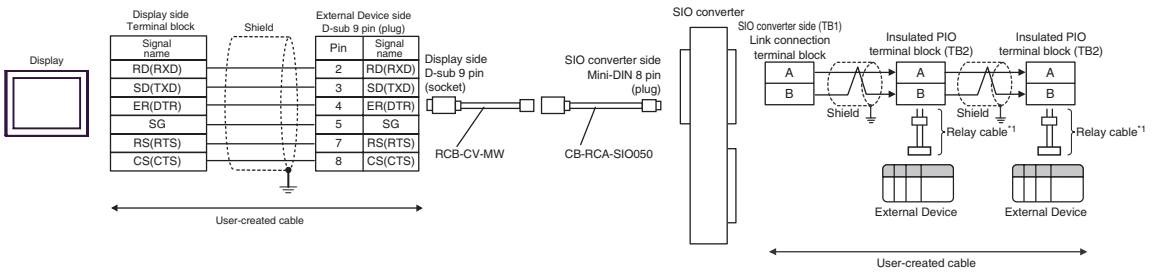 Display
Display side
Terminal block
Signal
name
RD(RXD)
SD(TXD)
ER(DTR)
SG
RS(RTS)
CS(CTS)
Shield
External Device side
D-sub 9 pin (plug)
Pin
Signal
name
2 RD(RXD)
3 SD(TXD)
4 ER(DTR)
5 SG
7 RS(RTS)
8 CS(CTS)
User-created cable
Display side
D-sub 9 pin
(socket)
RCB-CV-MW
SIO converter side
Mini-DIN 8 pin
(plug)
CB-RCA-SIO050
SIO converter
SIO converter side (TB1)
Link connection
terminal block
A
B
Shield
Insulated PIO
terminal block (TB2)
A
B
Relay cable*1
External Device
Shield
Insulated PIO
terminal block (TB2)
A
B
Relay cable*1
External Device
User-created cable